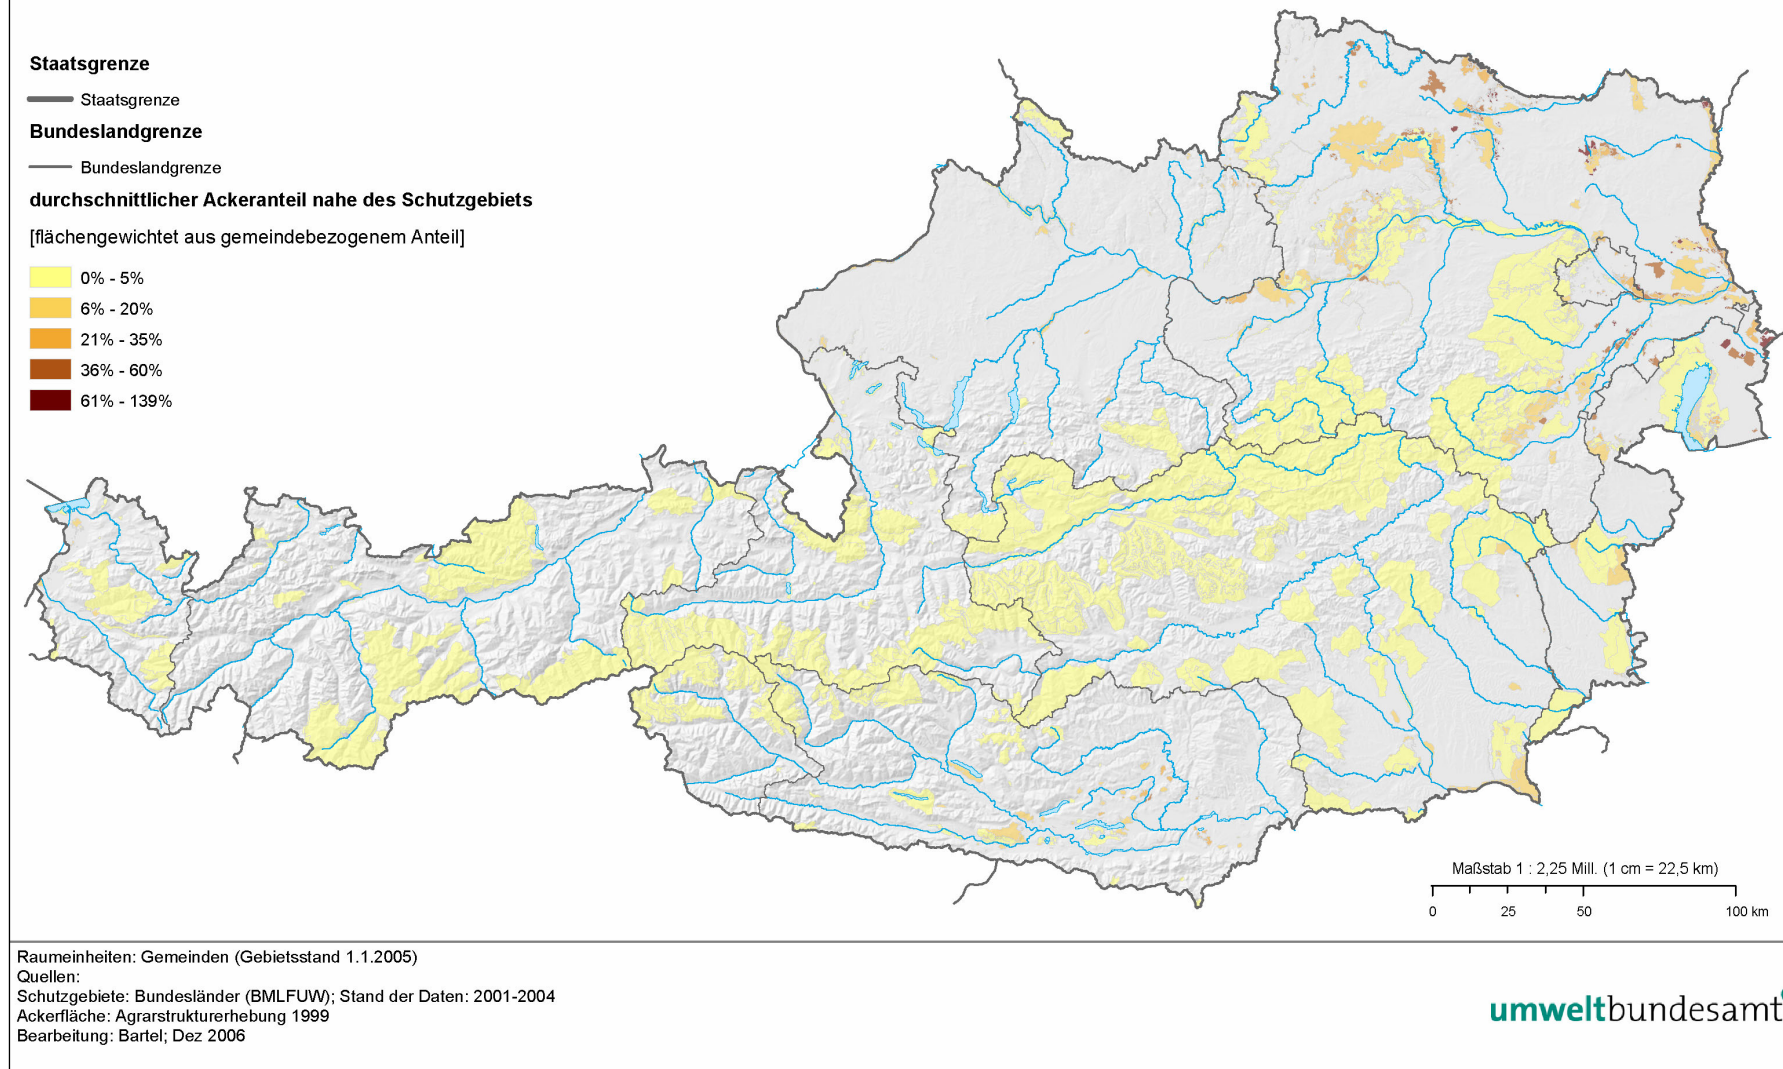 Staatsgrenze
Staatsgrenze
Bundeslandgrenze
Bundeslandgrenze
durchschnittlicher Ackeranteil nahe des Schutzgebiets
[flächengewichtet aus gemeindebezogenem Anteil]
0% - 5%
6% - 20%
21% - 35%
36% - 60%
61% - 139%
Maßstab 1 : 2,25 Mill. (1 cm = 22,5 km)
0 25 50 100 km
Raumeinheiten: Gemeinden (Gebietsstand 1.1.2005)
Quellen:
Schutzgebiete: Bundesländer (BMLFUW); Stand der Daten: 2001-2004
Ackerfläche: Agrarstrukturerhebung 1999
Bearbeitung: Bartel; Dez 2006
umweltbundesamt